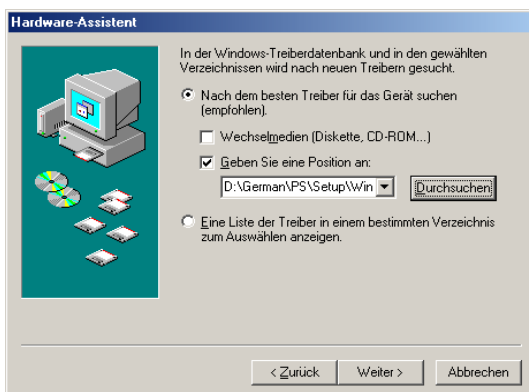 Hardware-Assistent
In der Windows-Treiberdatenbank und in den gewählten
Verzeichnissen wird nach neuen Treibern gesucht.
Nach dem besten Treiber für das Gerät suchen
(empfohlen).
Wechselmedien (Diskette, CD-ROM...)
Geben Sie eine Position an:
D:\German\PS\Setup\Win
Durchsuchen
Eine Liste der Treiber in einem bestimmten Verzeichnis
zum Auswählen anzeigen.
< Zurück
Weiter >
Abbrechen